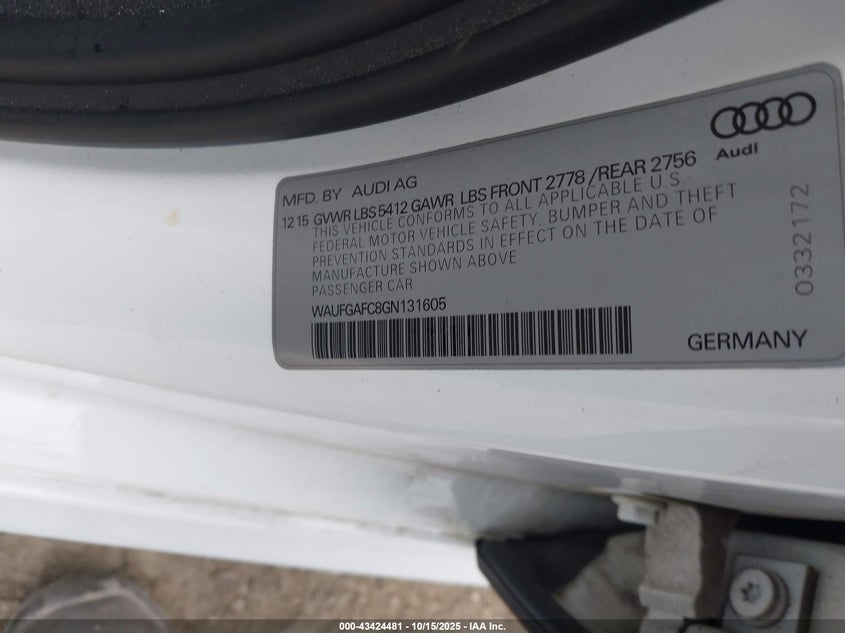 Audi
MFD. BY AUDI AG
12 15 GVWR LBS 5412 GAWR LBS FRONT 2778 /REAR 2756
THIS VEHICLE CONFORMS TO ALL APPLICABLE U.S.
FEDERAL MOTOR VEHICLE SAFETY, BUMPER AND THEFT
PREVENTION STANDARDS IN EFFECT ON THE DATE OF
MANUFACTURE SHOWN ABOVE
PASSENGER CAR
WAUFGAFC8GN131605
GERMANY
0332172
000-43424481 - 10/15/2025 - IAA Inc.